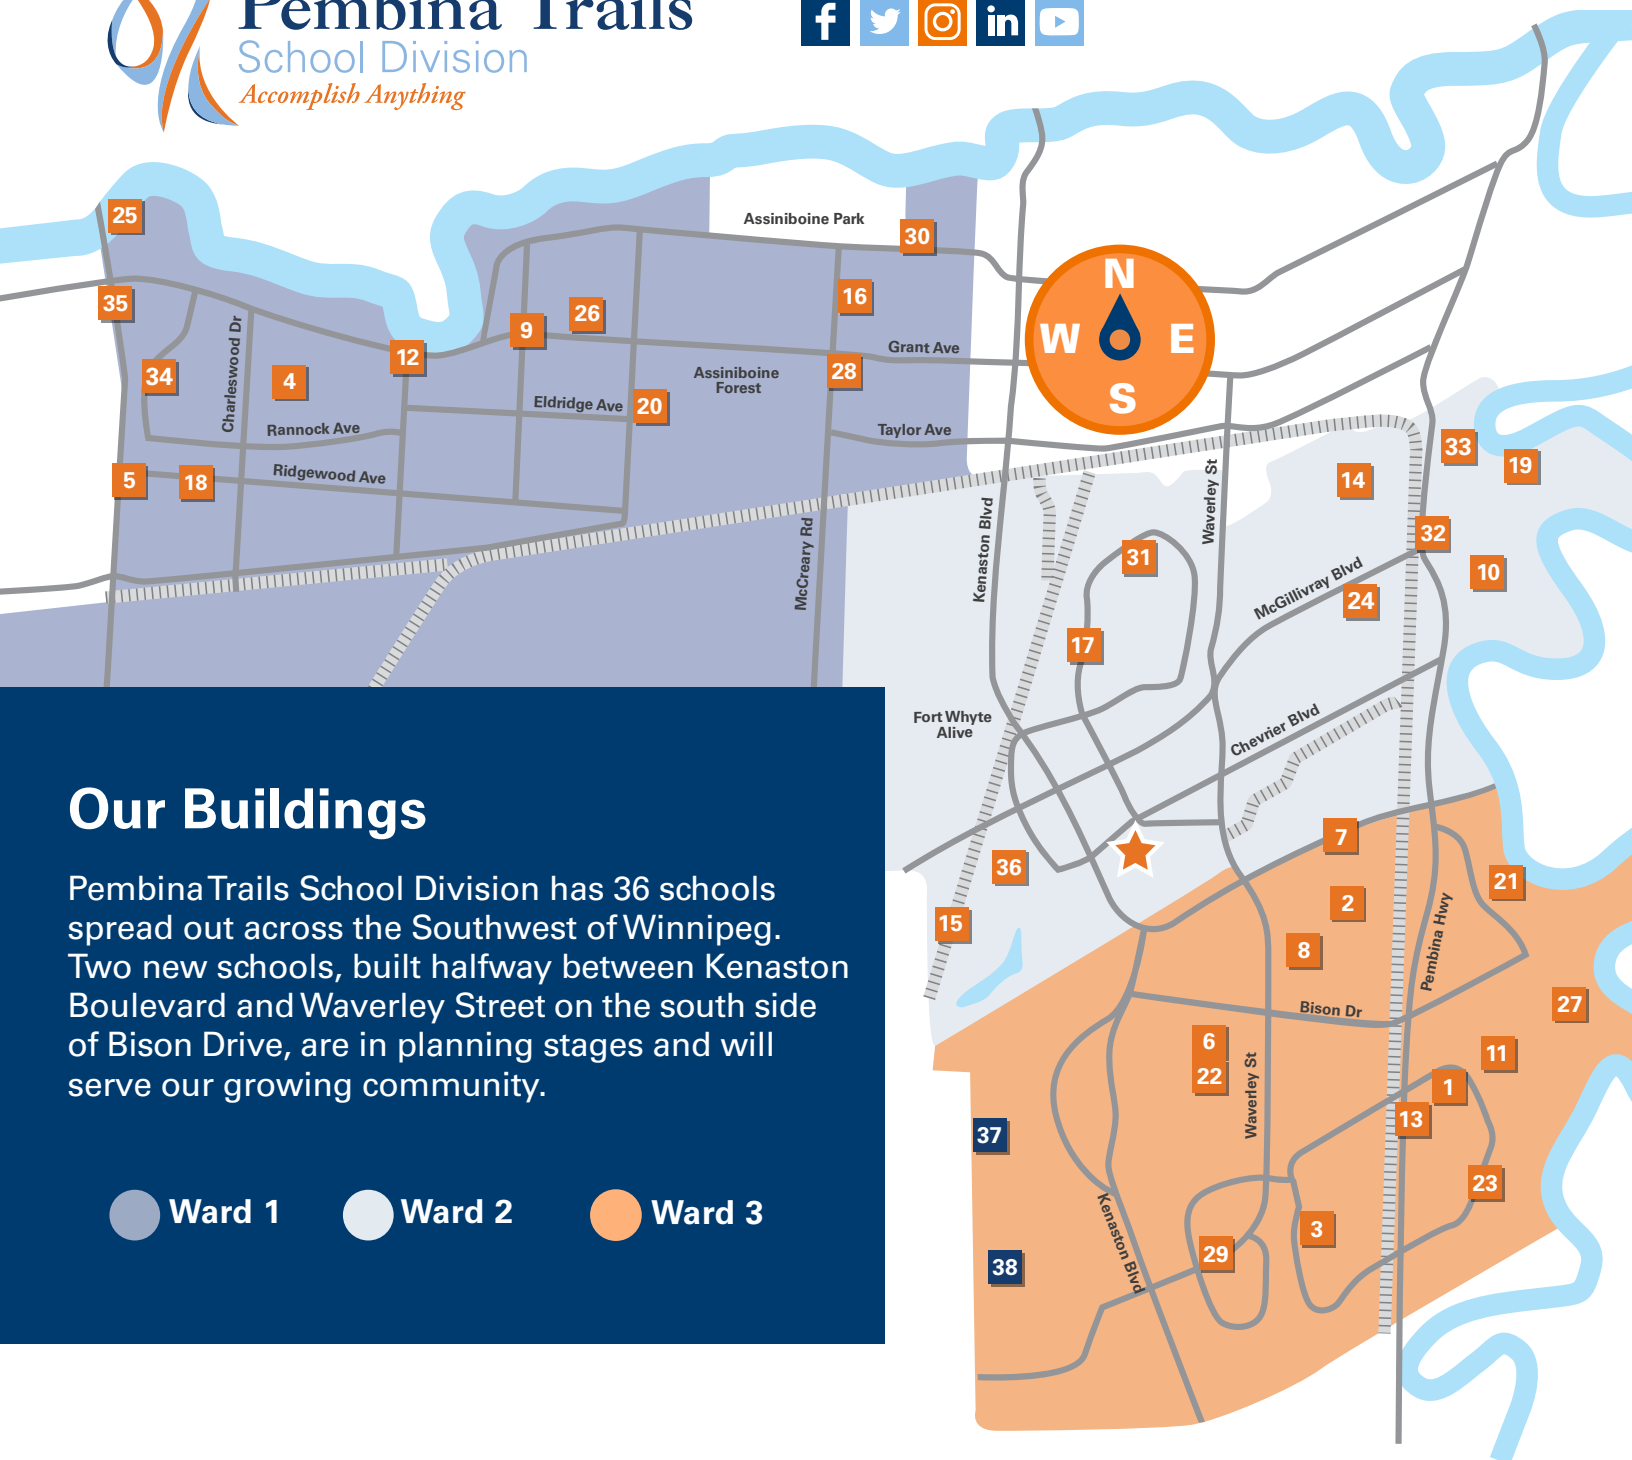 Pembina Trails
School Division
Accomplish Anything
f
in
25
Assiniboine Park
30
N
W E
S
35
16
26
9
12
Charleswood Dr
34
4
Grant Ave
Assiniboine
Forest
28
Eldridge Ave
20
Rannock Ave
Taylor Ave
5
18
Ridgewood Ave
33
19
14
Waverley St
Kenaston Blvd
McCreary Rd
32
31
10
McGillivray Blvd
24
17
Fort Whyte
Alive
Chevrier Blvd
7
36
21
2
15
8
Pembina Hwy
27
Bison Dr
6
22
11
1
13
Waverley St
37
23
3
29
Kenaston Blvd
38
Our Buildings
Pembina Trails School Division has 36 schools
spread out across the Southwest of Winnipeg.
Two new schools, built halfway between Kenaston
Boulevard and Waverley Street on the south side
of Bison Drive, are in planning stages and will
serve our growing community.
Ward 1
Ward 2
Ward 3